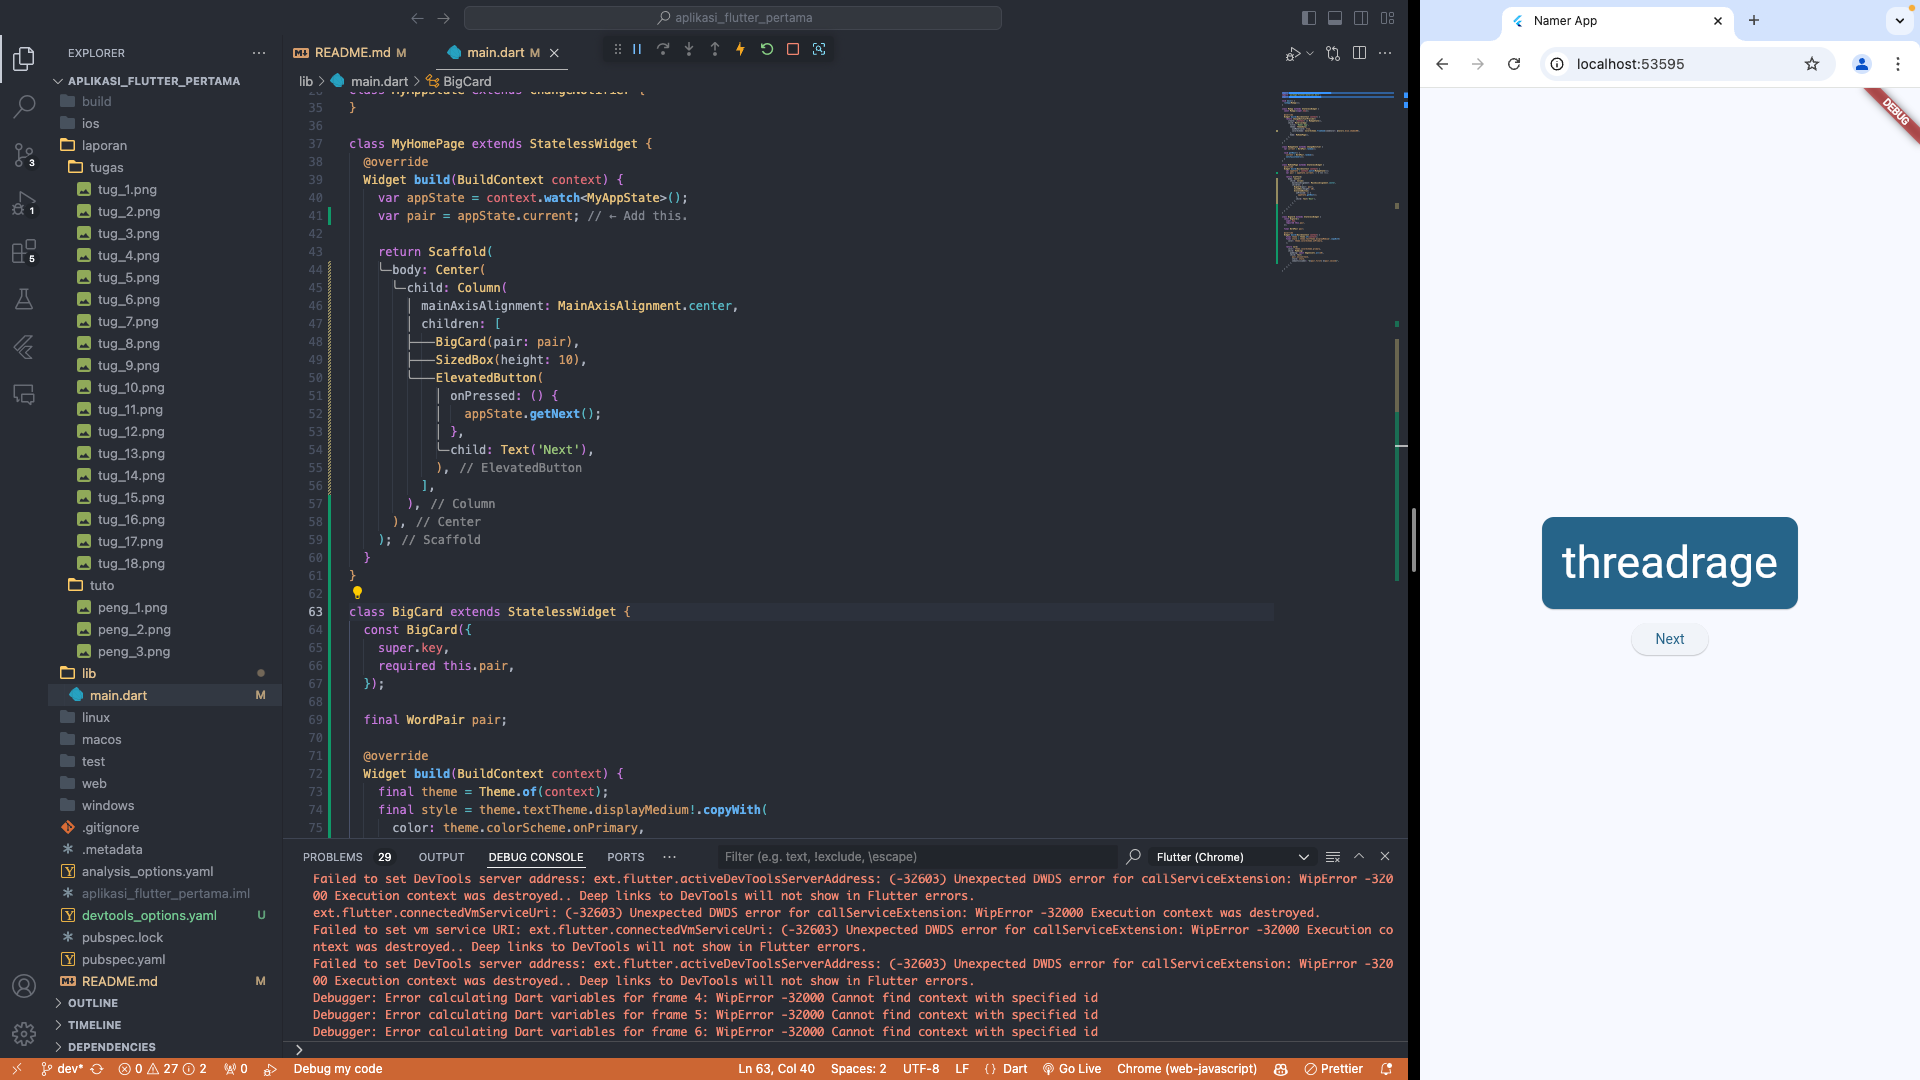 aplikasi_flutter_pertama
EXPLORER
APLIKASI_FLUTTER_PERTAMA
build
ios
laporan
tugas
tug_1.png
tug_2.png
tug_3.png
tug_4.png
tug_5.png
tug_6.png
tug_7.png
tug_8.png
tug_9.png
tug_10.png
tug_11.png
tug_12.png
tug_13.png
tug_14.png
tug_15.png
tug_16.png
tug_17.png
tug_18.png
tuto
peng_1.png
peng_2.png
peng_3.png
lib
main.dart M
linux
macos
test
web
windows
.gitignore
.metadata
analysis_options.yaml
aplikasi_flutter_pertama.iml
devtools_options.yaml U
pubspec.lock
pubspec.yaml
README.md M
OUTLINE
TIMELINE
DEPENDENCIES
3
1
5
README.md M
main.dart M
lib > main.dart > BigCard
35 }
36
37 class MyHomePage extends StatelessWidget {
38 @override
39 Widget build(BuildContext context) {
40 var appState = context.watch<MyAppState>();
41 var pair = appState.current; // ← Add this.
42
43 return Scaffold(
44 body: Center(
45 child: Column(
46 mainAxisAlignment: MainAxisAlignment.center,
47 children: [
48 BigCard(pair: pair),
49 SizedBox(height: 10),
50 ElevatedButton(
51 onPressed: () {
52 appState.getNext();
53 },
54 child: Text('Next'),
55 ), // ElevatedButton
56 ],
57 ), // Column
58 ), // Center
59 ); // Scaffold
60 }
61 }
62
63 class BigCard extends StatelessWidget {
64 const BigCard({
65 super.key,
66 required this.pair,
67 });
68
69 final WordPair pair;
70
71 @override
72 Widget build(BuildContext context) {
73 final theme = Theme.of(context);
74 final style = theme.textTheme.displayMedium!.copyWith(
75 color: theme.colorScheme.onPrimary,
PROBLEMS 29 OUTPUT DEBUG CONSOLE PORTS
Filter (e.g. text, !exclude, \escape)
Flutter (Chrome)
Failed to set DevTools server address: ext.flutter.activeDevToolsServerAddress: (-32603) Unexpected DWDS error for callServiceExtension: WipError -320
00 Execution context was destroyed.. Deep links to DevTools will not show in Flutter errors.
ext.flutter.connectedVmServiceUri: (-32603) Unexpected DWDS error for callServiceExtension: WipError -32000 Execution context was destroyed.
Failed to set vm service URI: ext.flutter.connectedVmServiceUri: (-32603) Unexpected DWDS error for callServiceExtension: WipError -32000 Execution co
ntext was destroyed.. Deep links to DevTools will not show in Flutter errors.
Failed to set DevTools server address: ext.flutter.activeDevToolsServerAddress: (-32603) Unexpected DWDS error for callServiceExtension: WipError -320
00 Execution context was destroyed.. Deep links to DevTools will not show in Flutter errors.
Debugger: Error calculating Dart variables for frame 4: WipError -32000 Cannot find context with specified id
Debugger: Error calculating Dart variables for frame 5: WipError -32000 Cannot find context with specified id
Debugger: Error calculating Dart variables for frame 6: WipError -32000 Cannot find context with specified id
dev* 0 27 2 0 Debug my code
Ln 63, Col 40 Spaces: 2 UTF-8 LF {} Dart Go Live Chrome (web-javascript) Prettier
Namer App
localhost:53595
DEBUG
threadrage
Next